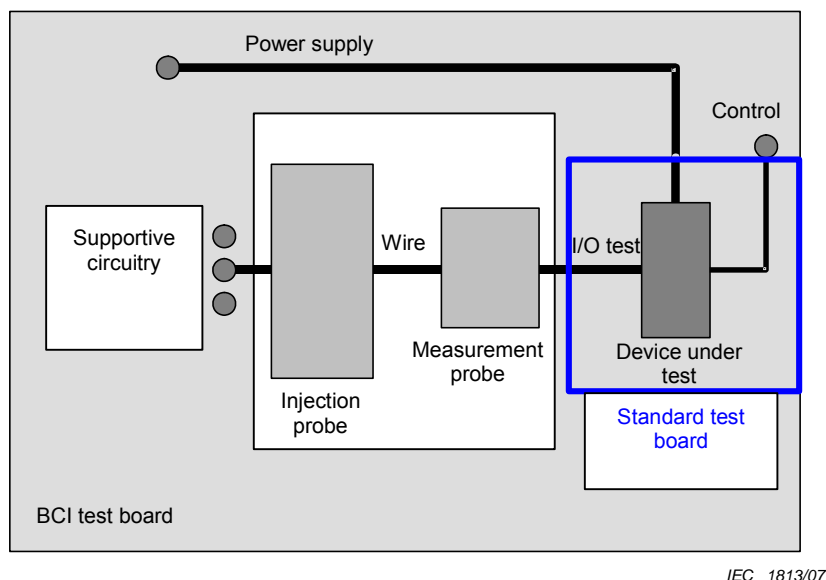 Power supply
Control
Supportive
circuitry
Wire
I/O test
Measurement
probe
Device under
test
Injection
probe
Standard test
board
BCI test board
IEC 1813/07